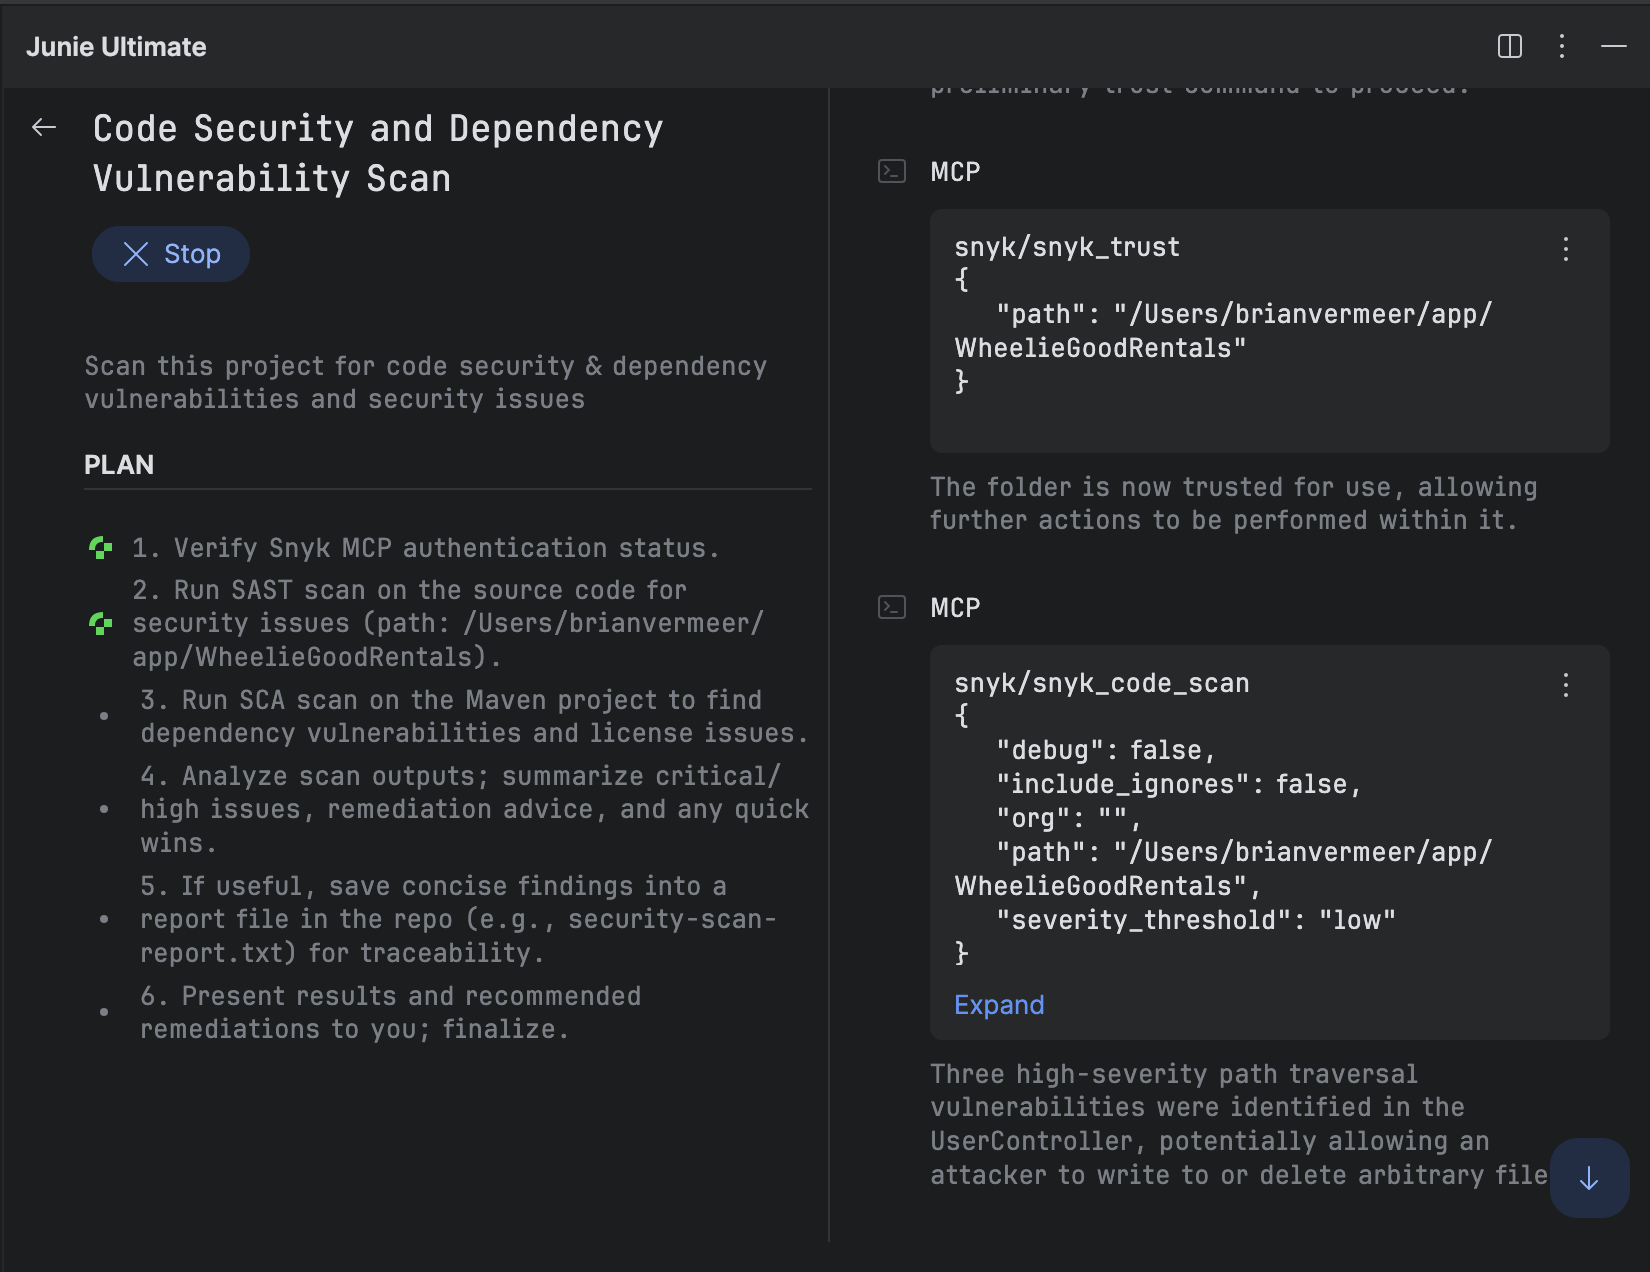 Junie Ultimate
Code Security and Dependency
Vulnerability Scan
Stop
Scan this project for code security & dependency
vulnerabilities and security issues
PLAN
1. Verify Snyk MCP authentication status.
2. Run SAST scan on the source code for
security issues (path: /Users/brianvermeer/
app/WheelieGoodRentals).
3. Run SCA scan on the Maven project to find
dependency vulnerabilities and license issues.
4. Analyze scan outputs; summarize critical/
high issues, remediation advice, and any quick
wins.
5. If useful, save concise findings into a
report file in the repo (e.g., security-scan-
report.txt) for traceability.
6. Present results and recommended
remediations to you; finalize.
preliminary trust command to proceed.
MCP
snyk/snyk_trust
{
"path": "/Users/brianvermeer/app/
WheelieGoodRentals"
}
The folder is now trusted for use, allowing
further actions to be performed within it.
MCP
snyk/snyk_code_scan
{
"debug": false,
"include_ignores": false,
"org": "",
"path": "/Users/brianvermeer/app/
WheelieGoodRentals",
"severity_threshold": "low"
}
Expand
Three high-severity path traversal
vulnerabilities were identified in the
UserController, potentially allowing an
attacker to write to or delete arbitrary file